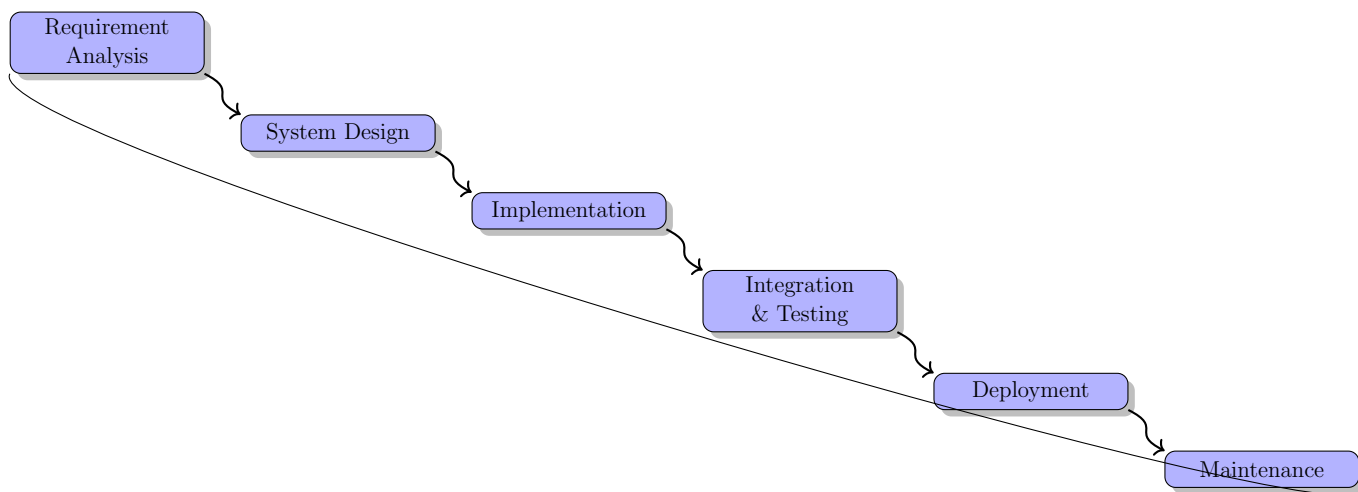 Requirement
Analysis
System Design
Implementation
Integration
& Testing
Deployment
Maintenance